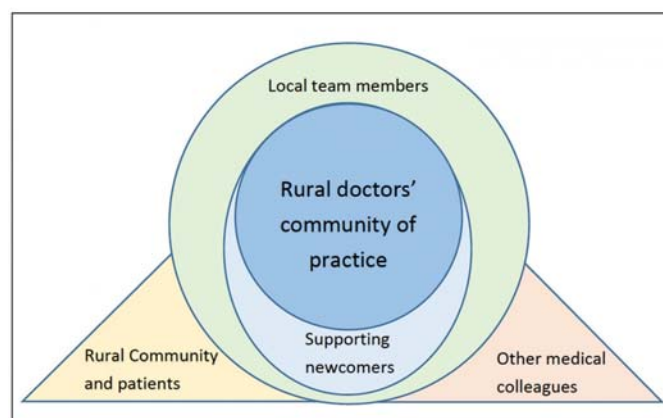 Local team members
Rural doctors’
community of
practice
Supporting
newcomers
Rural Community
and patients
Other medical
colleagues